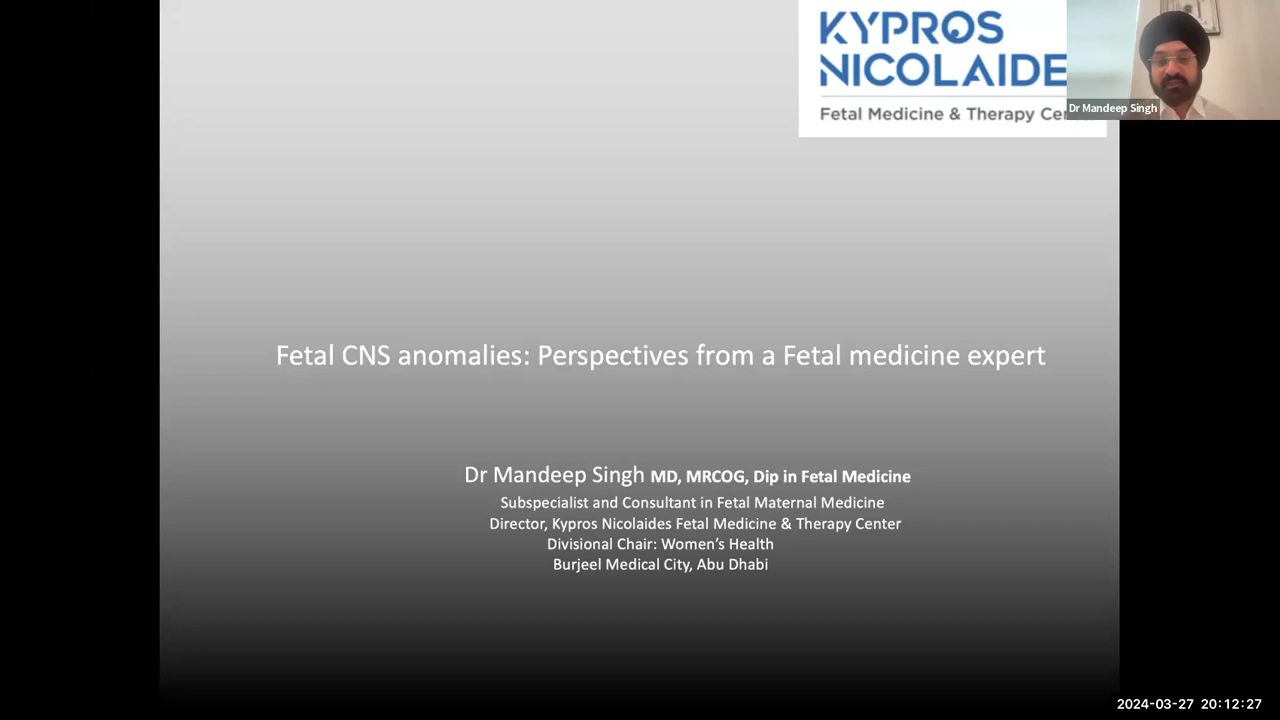 KYPROS
NICOLAIDE
Fetal Medicine & Therapy Ce
Dr Mandeep Singh
Fetal CNS anomalies: Perspectives from a Fetal medicine expert
Dr Mandeep Singh MD, MRCOG, Dip in Fetal Medicine
Subspecialist and Consultant in Fetal Maternal Medicine
Director, Kypros Nicolaides Fetal Medicine & Therapy Center
Divisional Chair: Women’s Health
Burjeel Medical City, Abu Dhabi
2024-03-27 20:12:27